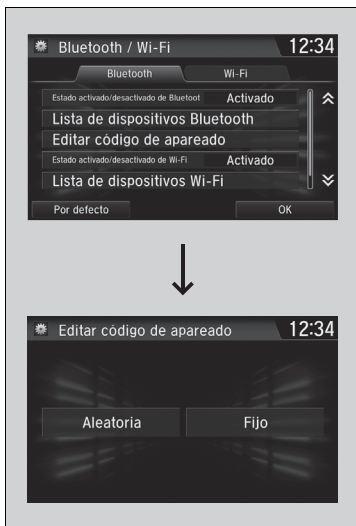 Bluetooth / Wi-Fi 12:34
Bluetooth Wi-Fi
Estado activado/desactivado de Bluetoot Activado
Lista de dispositivos Bluetooth
Editar código de apareado
Estado activado/desactivado de Wi-Fi Activado
Lista de dispositivos Wi-Fi
Por defecto OK
Editar código de apareado 12:34
Aleatoria Fijo